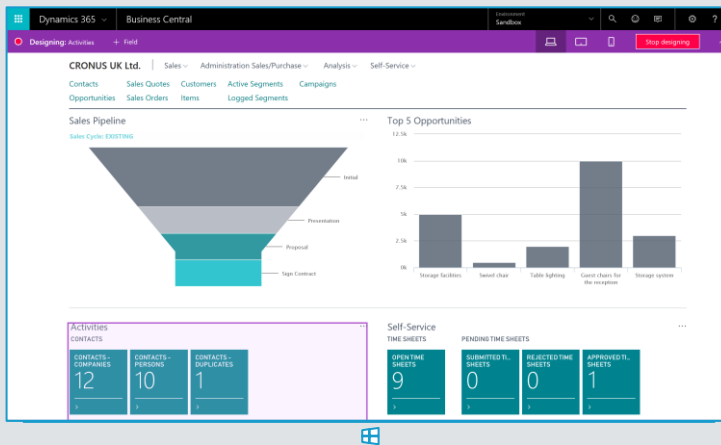 Dynamics 365 Business Central
Environment
Sandbox
?
Designing: Activities + Field
Stop designing
CRONUS UK Ltd. Sales Administration Sales/Purchase Analysis Self-Service
Contacts Sales Quotes Customers Active Segments Campaigns
Opportunities Sales Orders Items Logged Segments
Sales Pipeline ...
Sales Cycle: EXISTING
Initial
Presentation
Proposal
Sign Contract
Top 5 Opportunities
12.5k
10k
7.5k
5k
2.5k
0k
Storage facilities Swivel chair Table lighting Guest chairs for Storage system
the reception
Activities ...
CONTACTS
CONTACTS - CONTACTS - CONTACTS -
COMPANIES PERSONS DUPLICATES
12 10 1
> > >
Self-Service ...
TIME SHEETS PENDING TIME SHEETS
OPEN TIME SUBMITTED TI... REJECTED TIME APPROVED TI...
SHEETS SHEETS SHEETS SHEETS
9 0 0 1
> > > >